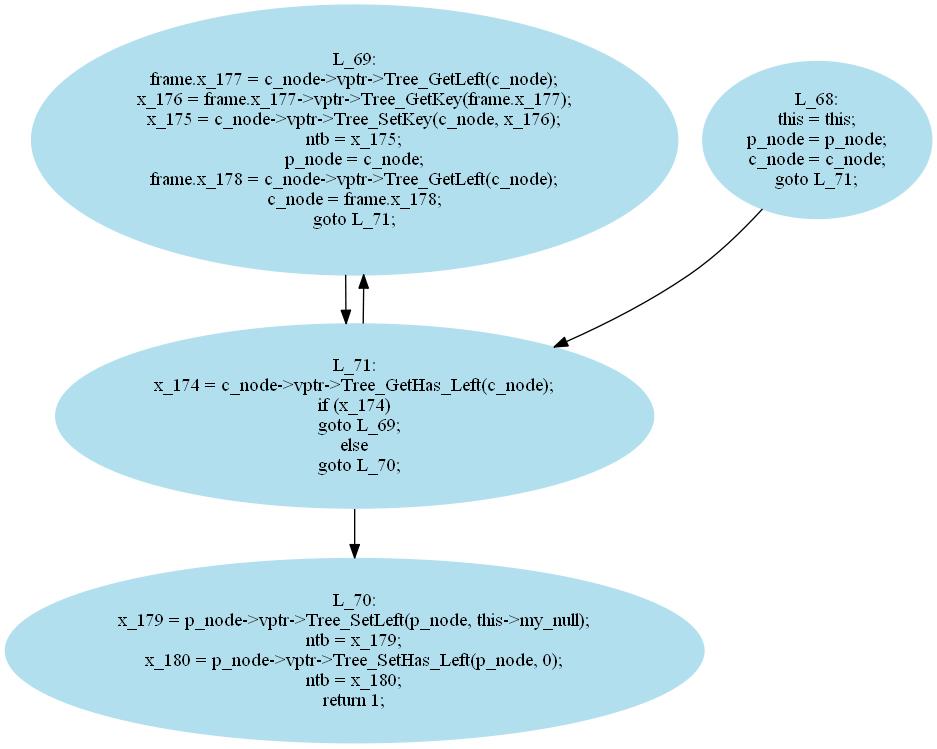 L_69:
frame.x_177 = c_node->vptr->Tree_GetLeft(c_node);
x_176 = frame.x_177->vptr->Tree_GetKey(frame.x_177);
x_175 = c_node->vptr->Tree_SetKey(c_node, x_176);
ntb = x_175;
p_node = c_node;
frame.x_178 = c_node->vptr->Tree_GetLeft(c_node);
c_node = frame.x_178;
goto L_71;
L_68:
this = this;
p_node = p_node;
c_node = c_node;
goto L_71;
L_71:
x_174 = c_node->vptr->Tree_GetHas_Left(c_node);
if (x_174)
goto L_69;
else
goto L_70;
L_70:
x_179 = p_node->vptr->Tree_SetLeft(p_node, this->my_null);
ntb = x_179;
x_180 = p_node->vptr->Tree_SetHas_Left(p_node, 0);
ntb = x_180;
return 1;